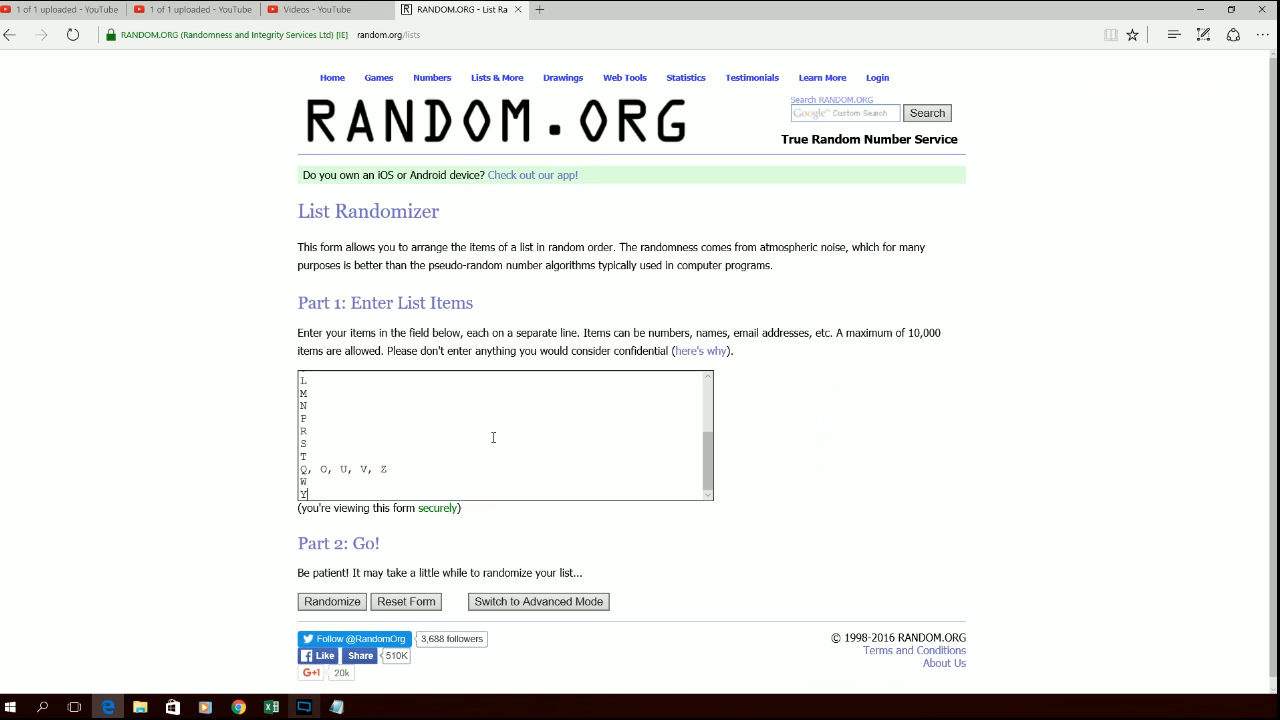 1 of 1 uploaded - YouTube
1 of 1 uploaded - YouTube
Videos - YouTube
RANDOM.ORG - List Ra
RANDOM.ORG (Randomness and Integrity Services Ltd) [IE] random.org/lists
Home Games Numbers Lists & More Drawings Web Tools Statistics Testimonials Learn More Login
RANDOM.ORG
Search RANDOM.ORG
Google™ Custom Search Search
True Random Number Service
Do you own an iOS or Android device? Check out our app!
List Randomizer
This form allows you to arrange the items of a list in random order. The randomness comes from atmospheric noise, which for many
purposes is better than the pseudo-random number algorithms typically used in computer programs.
Part 1: Enter List Items
Enter your items in the field below, each on a separate line. Items can be numbers, names, email addresses, etc. A maximum of 10,000
items are allowed. Please don't enter anything you would consider confidential (here's why).
L
M
N
P
R
S
T
Q, O, U, V, Z
W
Y
(you're viewing this form securely)
Part 2: Go!
Be patient! It may take a little while to randomize your list...
Randomize Reset Form Switch to Advanced Mode
Follow @RandomOrg 3,688 followers
Like Share 510K
G+1 20k
© 1998-2016 RANDOM.ORG
Terms and Conditions
About Us